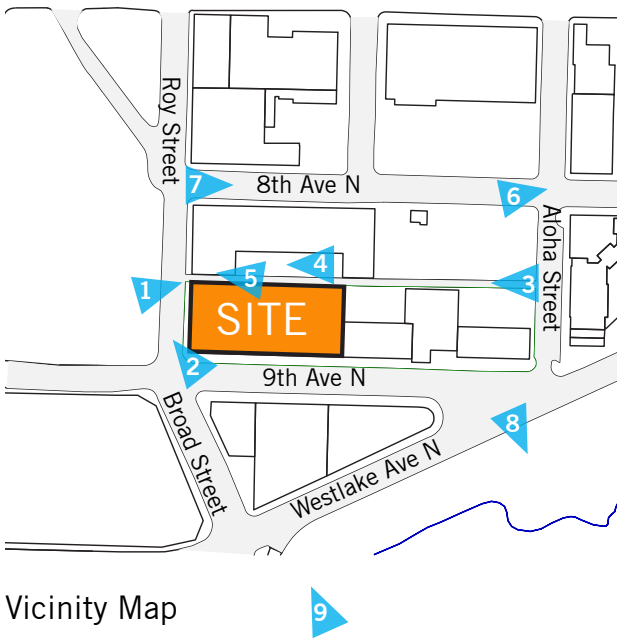 Roy Street
7
8th Ave N
6
Aloha Street
1
5
4
3
SITE
2
9th Ave N
Broad Street
8
Westlake Ave N
Vicinity Map
9